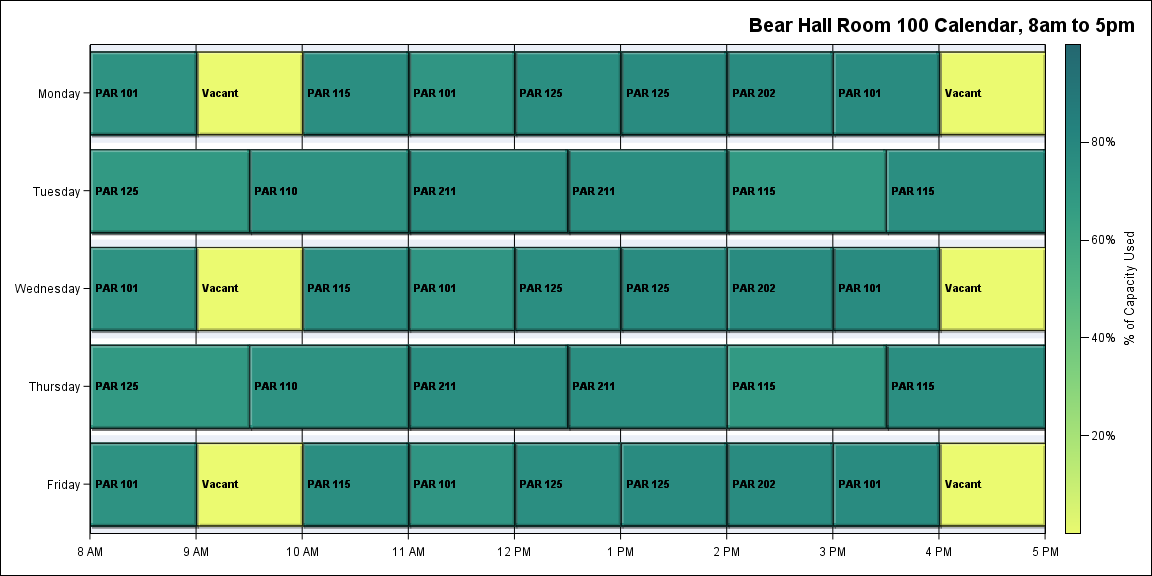 Bear Hall Room 100 Calendar, 8am to 5pm
Monday
PAR 101
Vacant
PAR 115
PAR 101
PAR 125
PAR 125
PAR 202
PAR 101
Vacant
Tuesday
PAR 125
PAR 110
PAR 211
PAR 211
PAR 115
PAR 115
Wednesday
PAR 101
Vacant
PAR 115
PAR 101
PAR 125
PAR 125
PAR 202
PAR 101
Vacant
Thursday
PAR 125
PAR 110
PAR 211
PAR 211
PAR 115
PAR 115
Friday
PAR 101
Vacant
PAR 115
PAR 101
PAR 125
PAR 125
PAR 202
PAR 101
Vacant
8 AM
9 AM
10 AM
11 AM
12 PM
1 PM
2 PM
3 PM
4 PM
5 PM
80%
60%
40%
20%
% of Capacity Used